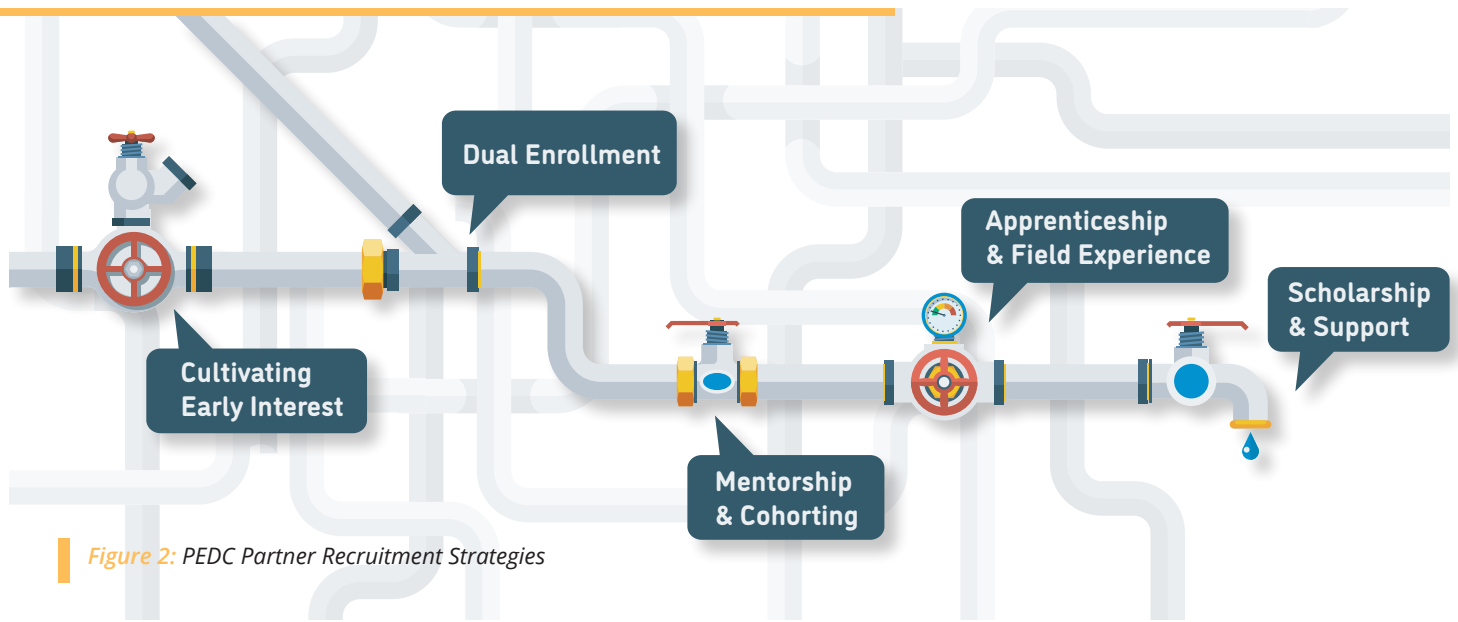 Dual Enrollment
Apprenticeship
& Field Experience
Scholarship
& Support
Cultivating
Early Interest
Mentorship
& Cohorting
Figure 2: PEDC Partner Recruitment Strategies